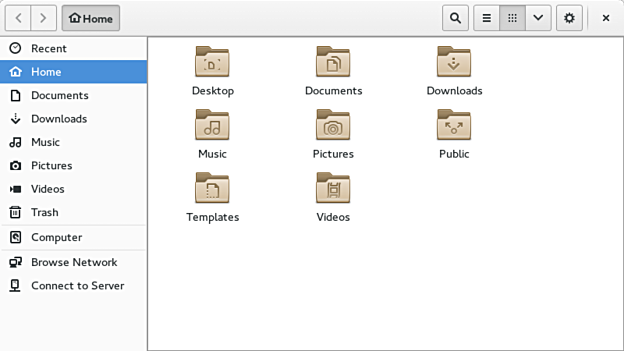 Home
Recent
Home
Documents
Downloads
Music
Pictures
Videos
Trash
Computer
Browse Network
Connect to Server
Desktop
Documents
Downloads
Music
Pictures
Public
Templates
Videos